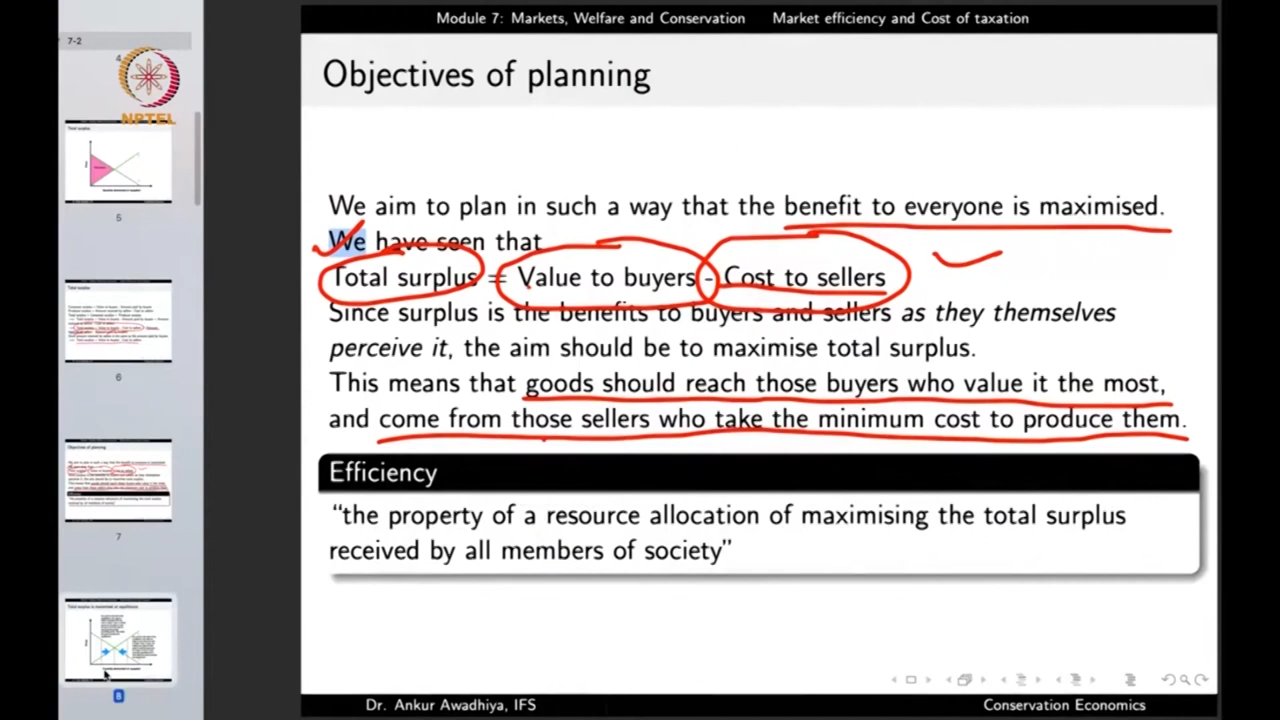 Module 7: Markets, Welfare and Conservation Market efficiency and Cost of taxation
7-2
4
NPTEL
5
6
7
8
Objectives of planning
We aim to plan in such a way that the benefit to everyone is maximised.
We have seen that
Total surplus = Value to buyers - Cost to sellers
Since surplus is the benefits to buyers and sellers as they themselves
perceive it, the aim should be to maximise total surplus.
This means that goods should reach those buyers who value it the most,
and come from those sellers who take the minimum cost to produce them.
Efficiency
“the property of a resource allocation of maximising the total surplus
received by all members of society”
Dr. Ankur Awadhiya, IFS Conservation Economics